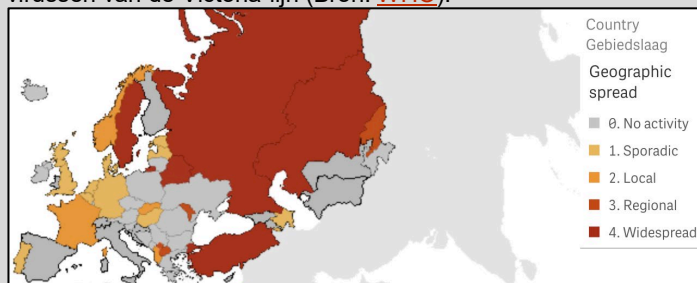 virussen van de Victoria-lijn (Bron: WHO).
Country
Gebiedslaag
Geographic
spread
0. No activity
1. Sporadic
2. Local
3. Regional
4. Widespread